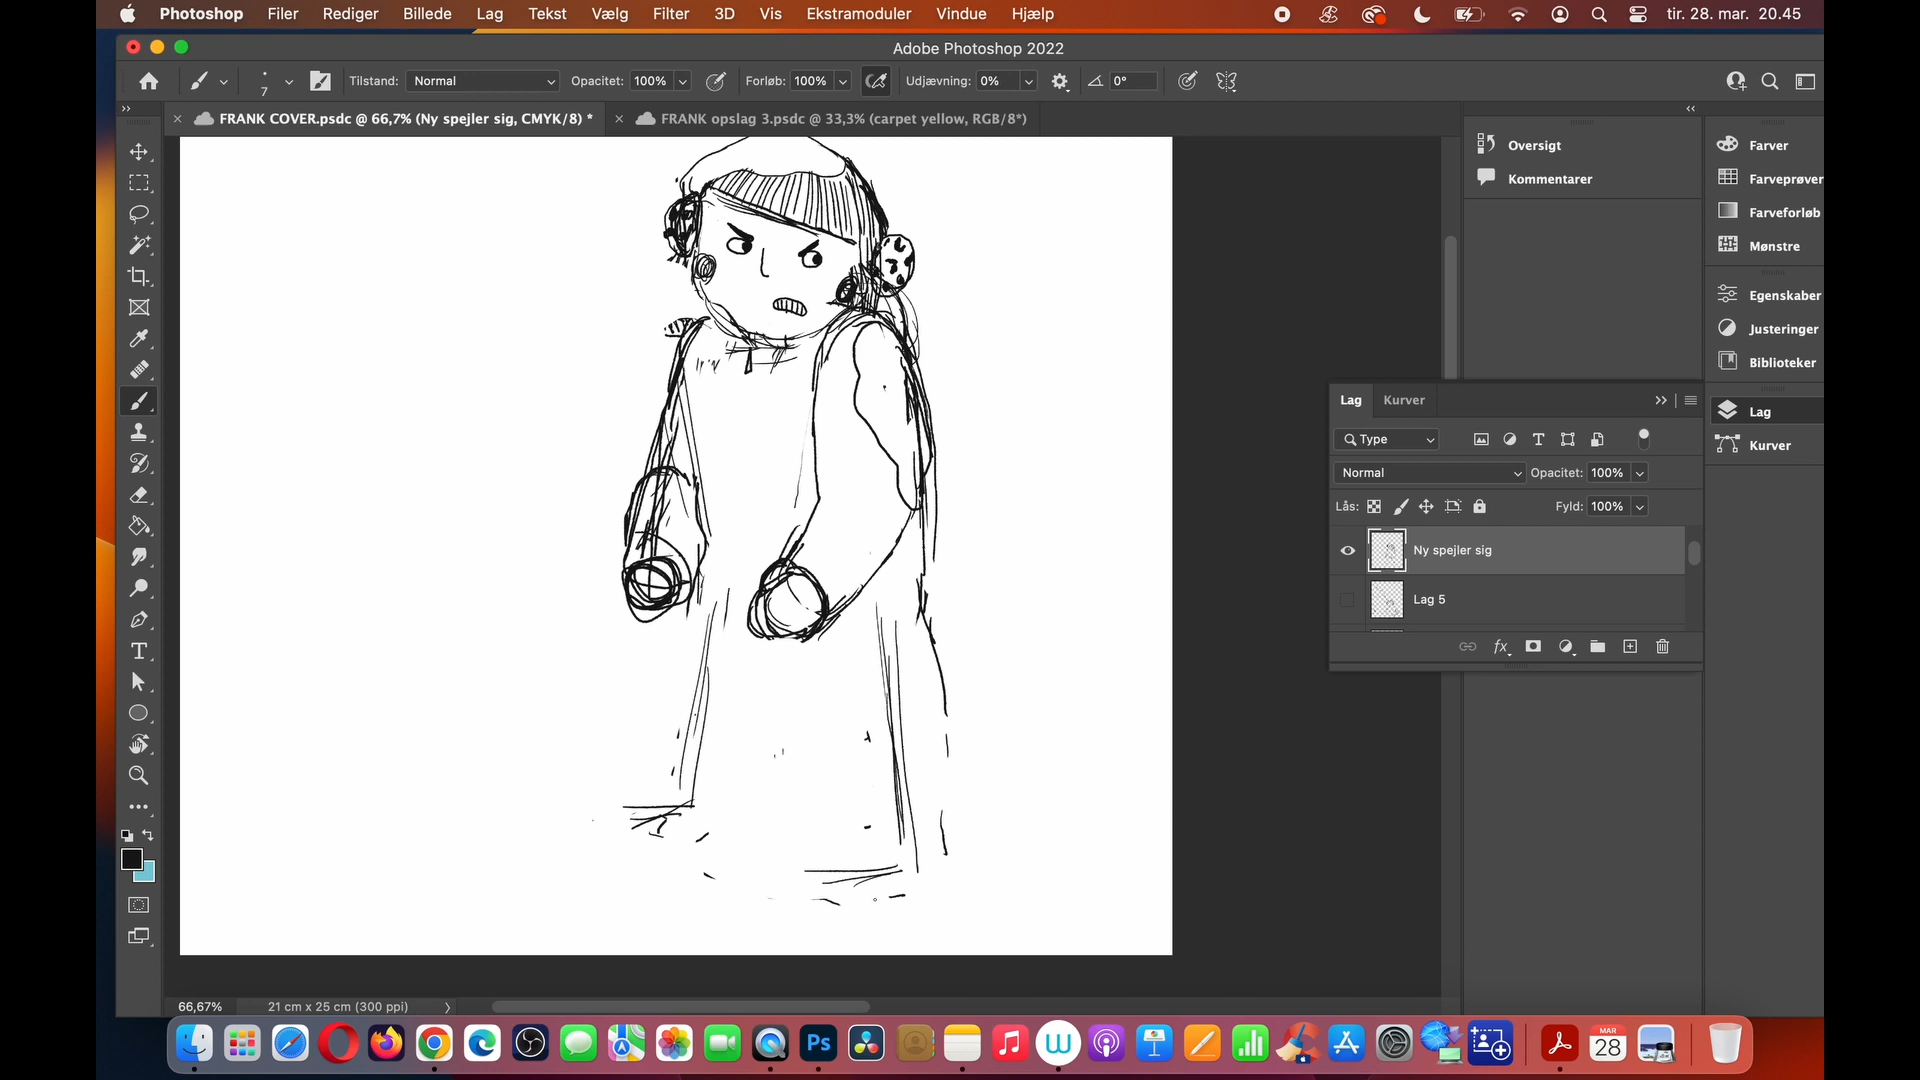 Photoshop Filer Rediger Billede Lag Tekst Vælg Filter 3D Vis Ekstramoduler Vindue Hjælp tir. 28. mar. 20.45
Adobe Photoshop 2022
7 Tilstand: Normal Opacitet: 100% Forløb: 100% Udjævning: 0% 0°
FRANK COVER.psdc @ 66,7% (Ny spejler sig, CMYK/8) * FRANK opslag 3.psdc @ 33,3% (carpet yellow, RGB/8*)
Oversigt
Kommentarer
Farver
Farveprøver
Farveforløb
Mønstre
Egenskaber
Justeringer
Biblioteker
Lag
Kurver
Lag Kurver
Type
Normal Opacitet: 100%
Lås: Fyld: 100%
Ny spejler sig
Lag 5
fx
66,67% 21 cm x 25 cm (300 ppi)
Ps
MAR
28